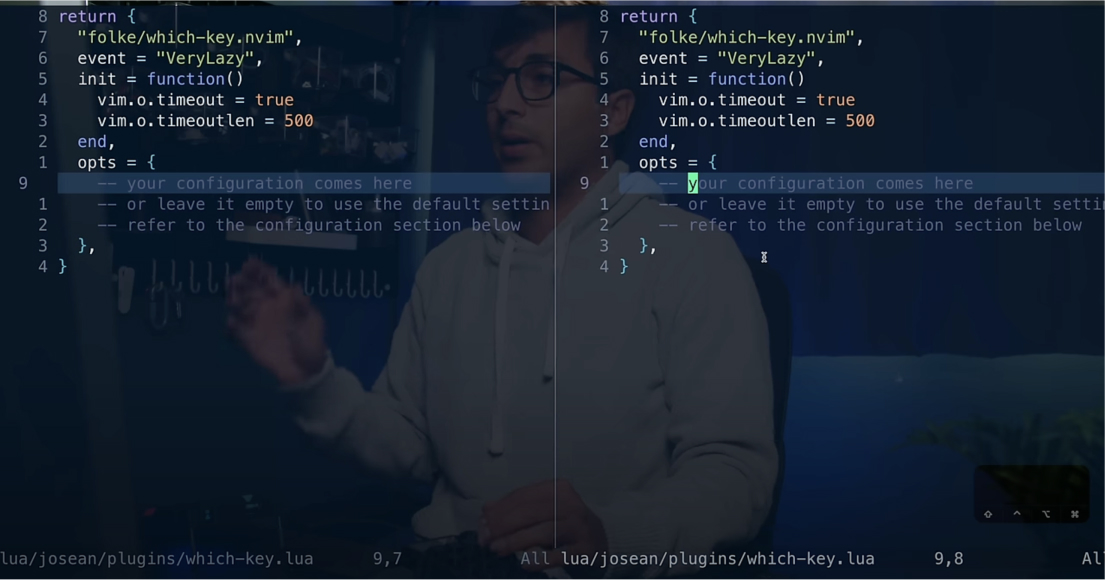 8 return {
7 "folke/which-key.nvim",
6 event = "VeryLazy",
5 init = function()
4 vim.o.timeout = true
3 vim.o.timeoutlen = 500
2 end,
1 opts = {
9 -- your configuration comes here
1 -- or leave it empty to use the default settin
2 -- refer to the configuration section below
3 },
4 }
lua/josean/plugins/which-key.lua 9,7 All
8 return {
7 "folke/which-key.nvim",
6 event = "VeryLazy",
5 init = function()
4 vim.o.timeout = true
3 vim.o.timeoutlen = 500
2 end,
1 opts = {
9 -- your configuration comes here
1 -- or leave it empty to use the default settin
2 -- refer to the configuration section below
3 },
4 }
lua/josean/plugins/which-key.lua 9,8 Al
⇧ ⌃ ⌥ ⌘